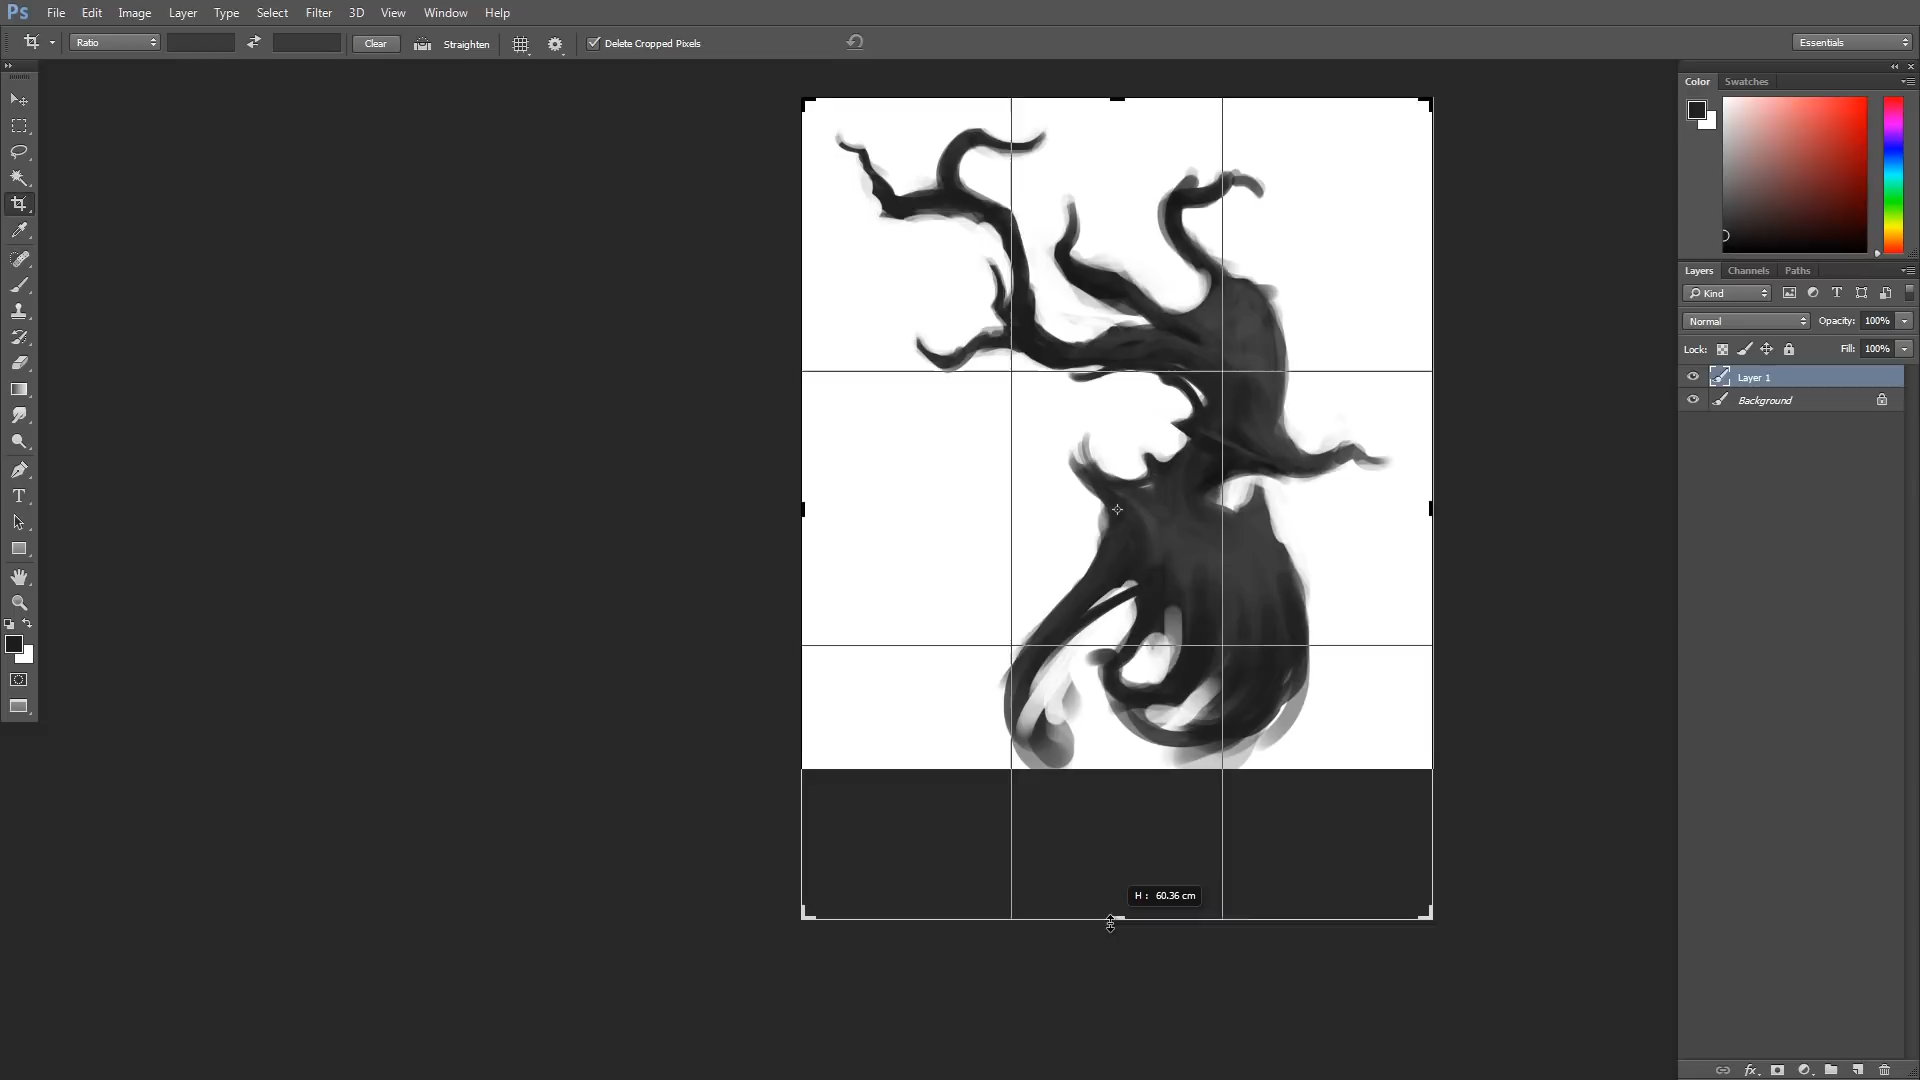 Ps File Edit Image Layer Type Select Filter 3D View Window Help
Ratio Clear Straighten Delete Cropped Pixels Essentials
Color Swatches
Layers Channels Paths
Kind T
Normal Opacity: 100%
Lock: Fill: 100%
Layer 1
Background
T
H : 60.36 cm
fx